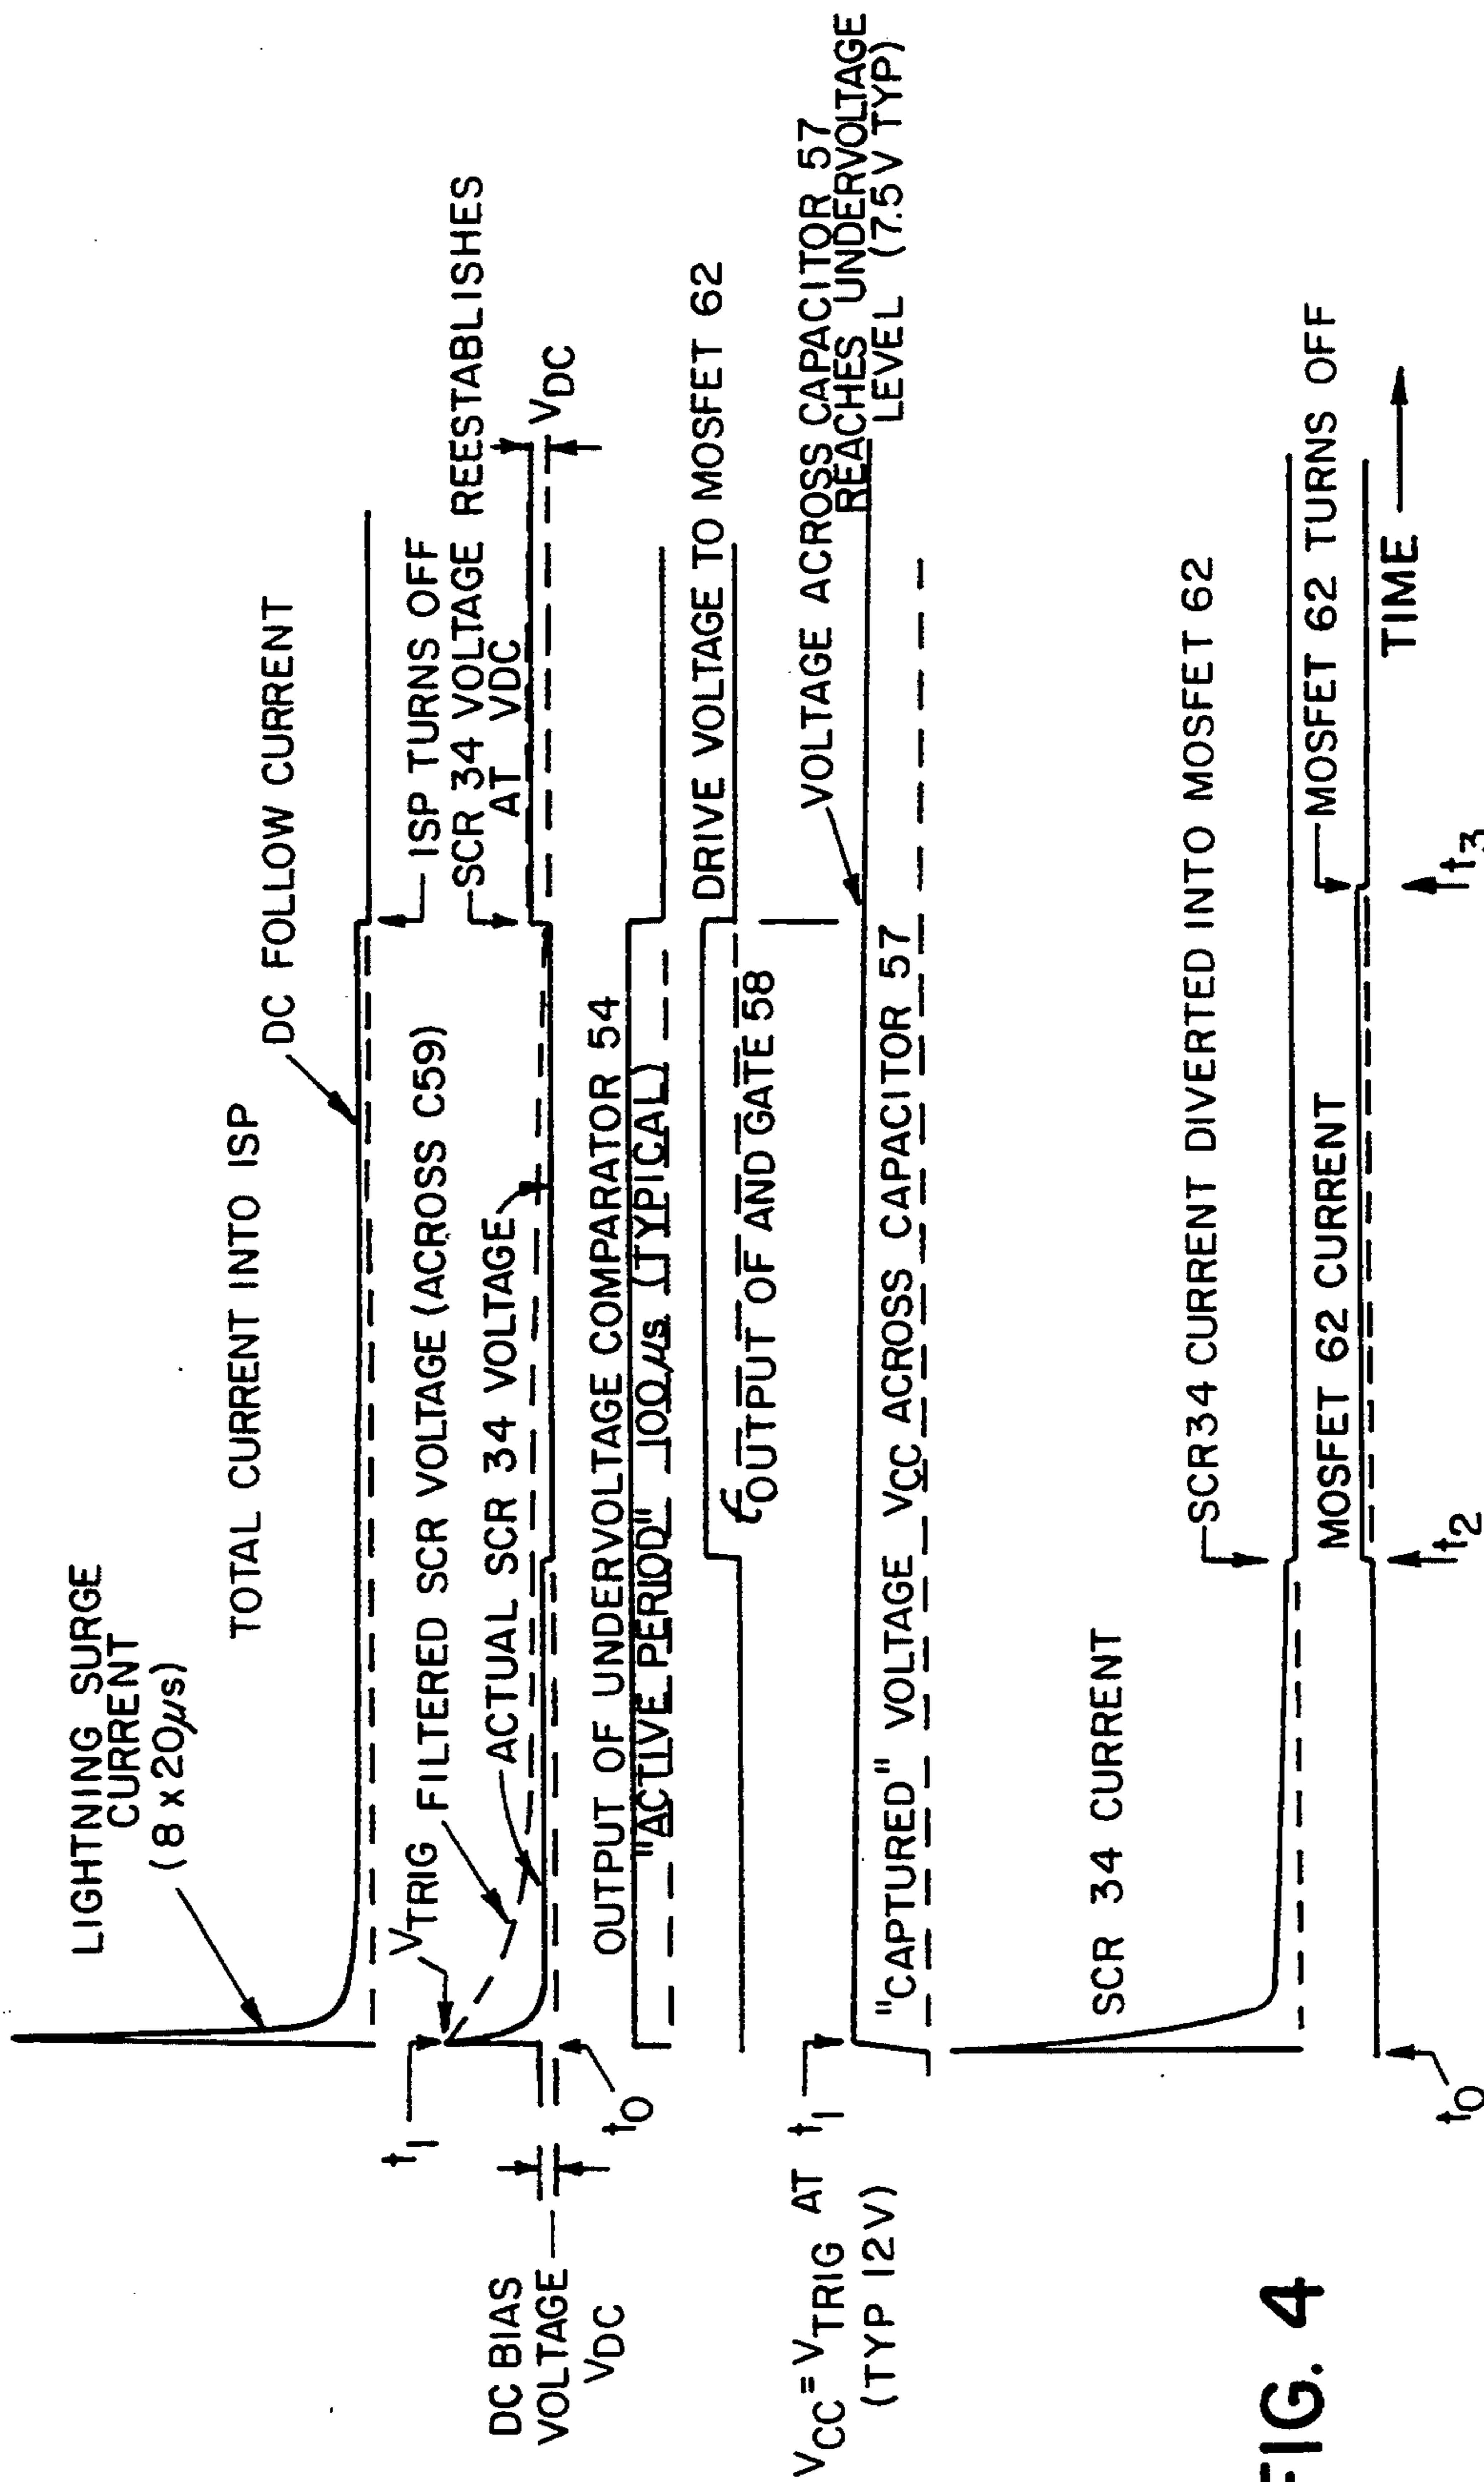 LIGHTNING SURGE
CURRENT
(8 x 20µs)
TOTAL CURRENT INTO ISP
DC FOLLOW CURRENT
t1
VTRIG
FILTERED SCR VOLTAGE (ACROSS C59)
ISP TURNS OFF
SCR 34 VOLTAGE REESTABLISHES
AT VDC
DC BIAS
VOLTAGE
VDC
t0
ACTUAL SCR 34 VOLTAGE
VDC
OUTPUT OF UNDERVOLTAGE COMPARATOR 54
"ACTIVE PERIOD" 100µs (TYPICAL)
DRIVE VOLTAGE TO MOSFET 62
OUTPUT OF AND GATE 58
VCC = VTRIG AT t1
(TYP 12V)
VOLTAGE ACROSS CAPACITOR 57
REACHES UNDERVOLTAGE
LEVEL (7.5V TYP)
"CAPTURED" VOLTAGE VCC ACROSS CAPACITOR 57
SCR 34 CURRENT
SCR34 CURRENT DIVERTED INTO MOSFET 62
MOSFET 62 CURRENT
MOSFET 62 TURNS OFF
t0
t2
t3
TIME
FIG. 4